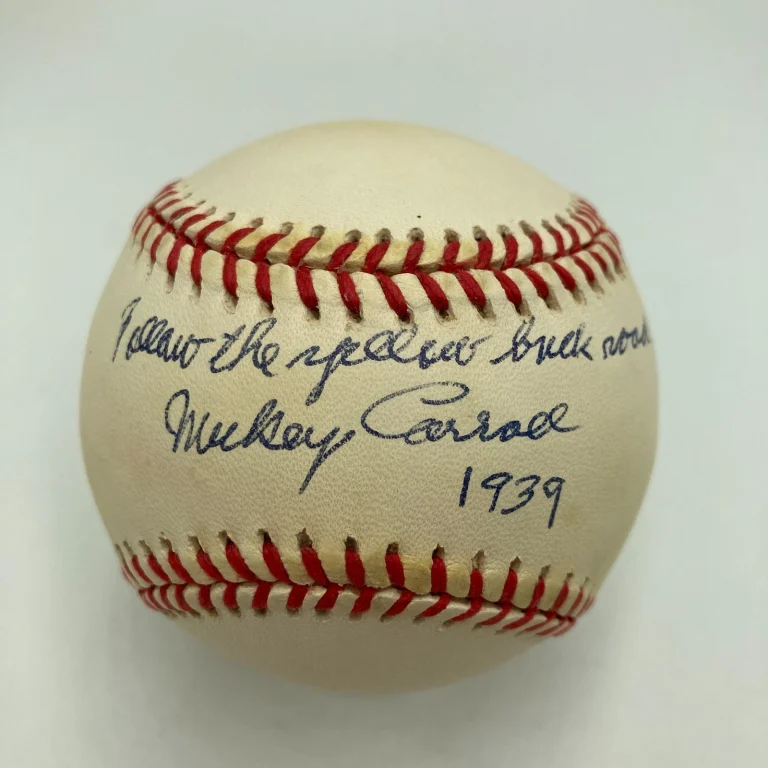 Follow the yellow brick road
Mickey Carroll
1939